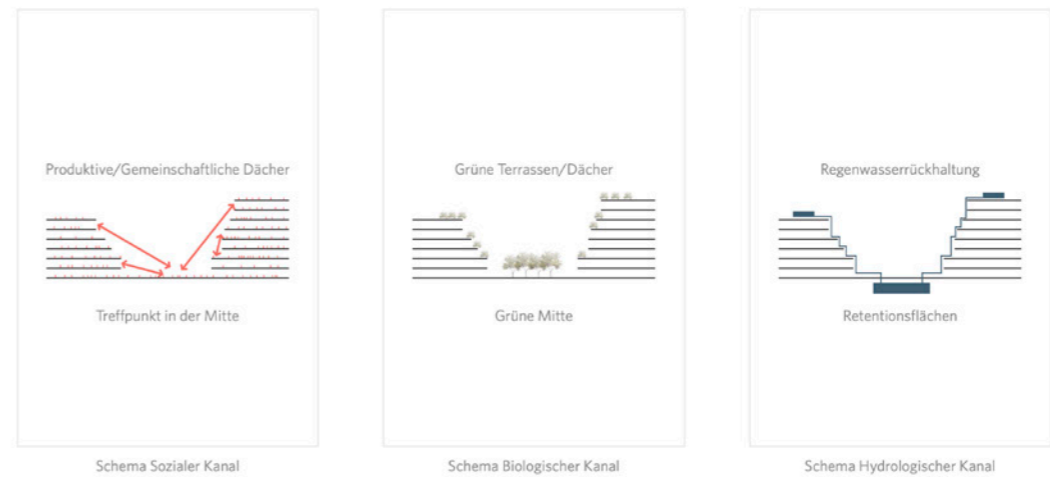 Produktive/Gemeinschaftliche Dächer
Treffpunkt in der Mitte
Schema Sozialer Kanal
Grüne Terrassen/Dächer
Grüne Mitte
Schema Biologischer Kanal
Regenwasserrückhaltung
Retentionsflächen
Schema Hydrologischer Kanal